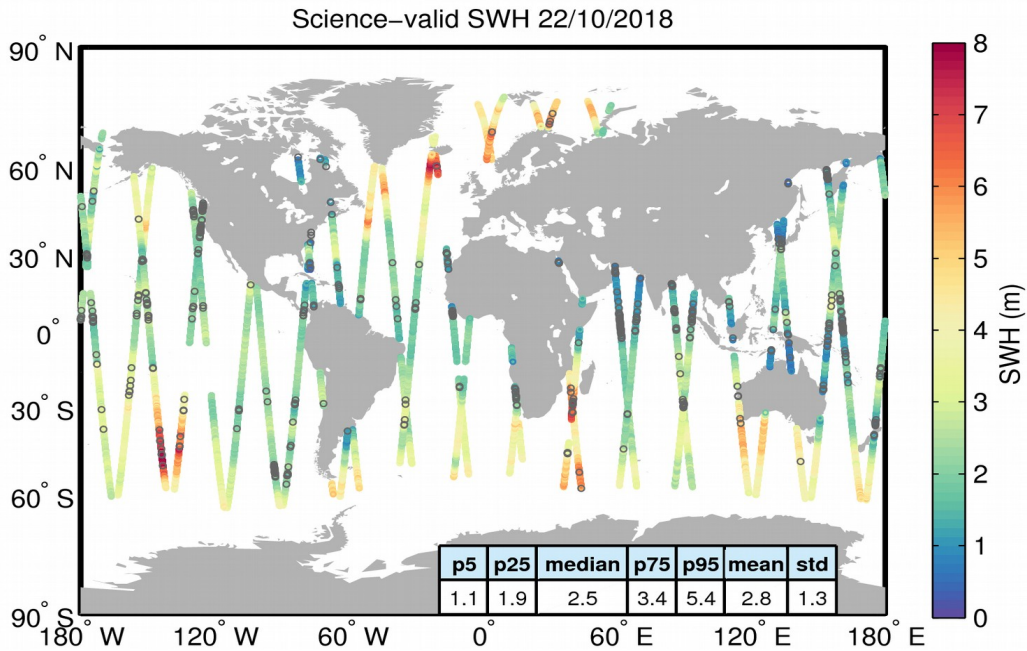 Science−valid SWH 22/10/2018
90° N
60° N
30° N
0°
30° S
60° S
90° S
180° W
120° W
60° W
0°
60° E
120° E
180° E
p5 p25 median p75 p95 mean std
1.1 1.9 2.5 3.4 5.4 2.8 1.3
8
7
6
5
4
3
2
1
0
SWH (m)